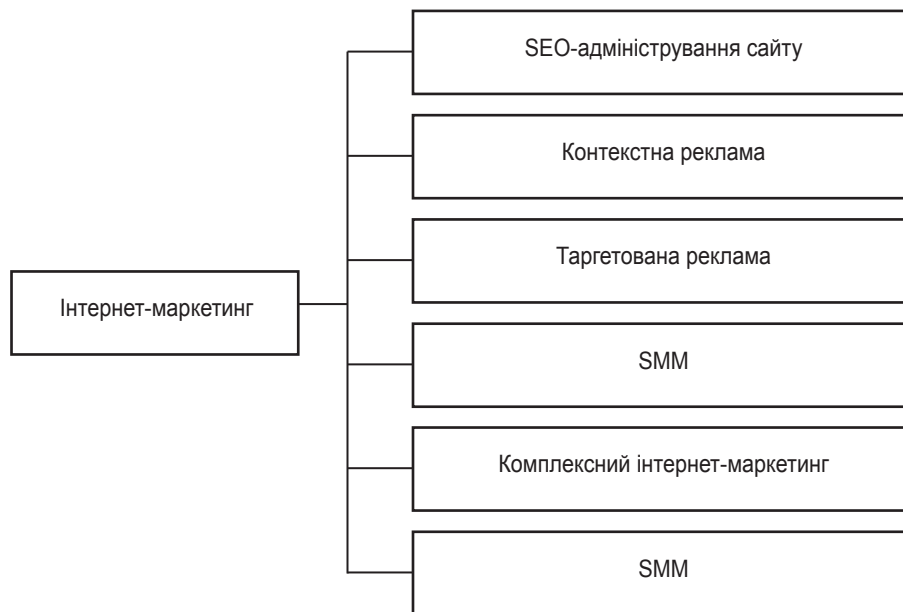 SEO-адміністрування сайту
Контекстна реклама
Таргетована реклама
Інтернет-маркетинг
SMM
Комплексний інтернет-маркетинг
SMM